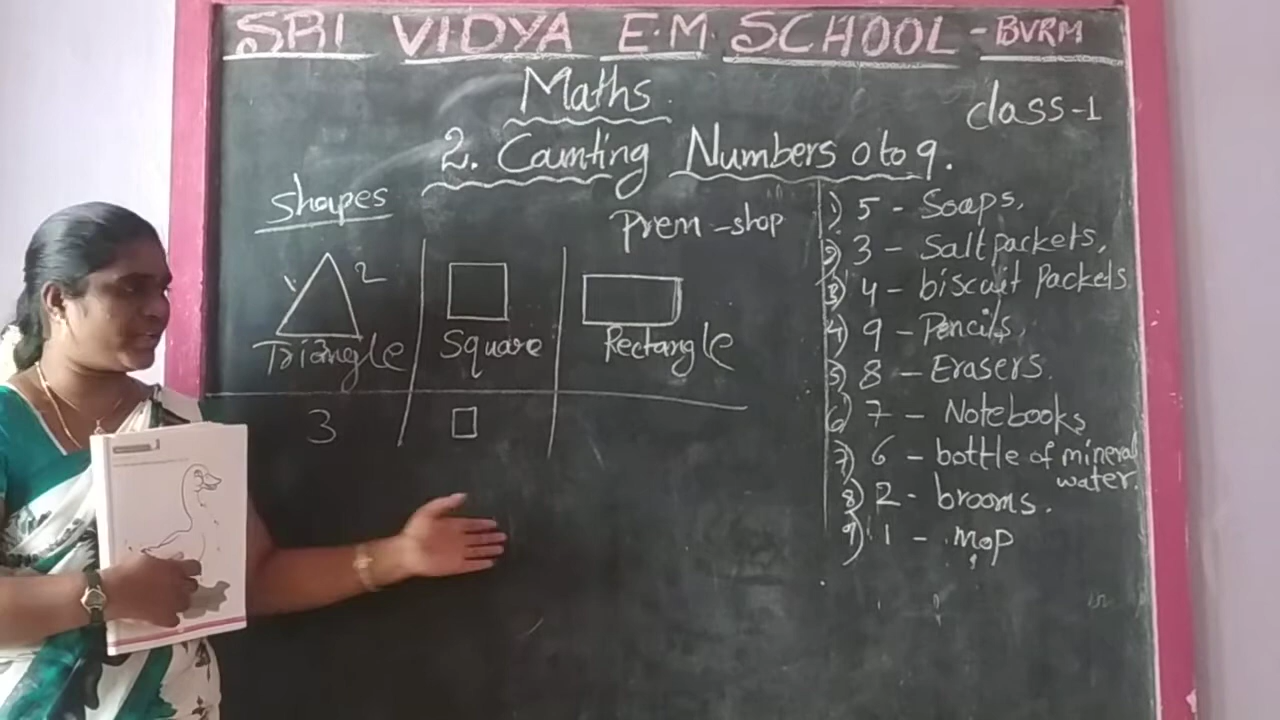 SRI VIDYA E.M. SCHOOL - BVRM
Maths
class-1
2. Counting Numbers 0 to 9.
shapes
Prem - shop
1 2
3
Triangle
Square
Rectangle
3
1) 5 - Soaps,
2) 3 - Salt packets,
3) 4 - biscuit Packets
4) 9 - Pencils,
5) 8 - Erasers.
6) 7 - Notebooks,
7) 6 - bottle of mineral
water.
8) 2 - brooms.
9) 1 - mop